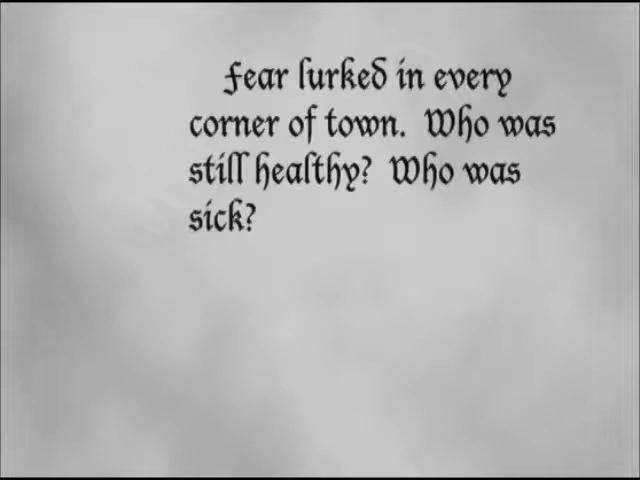 Fear lurked in every
corner of town. Who was
still healthy? Who was
sick?